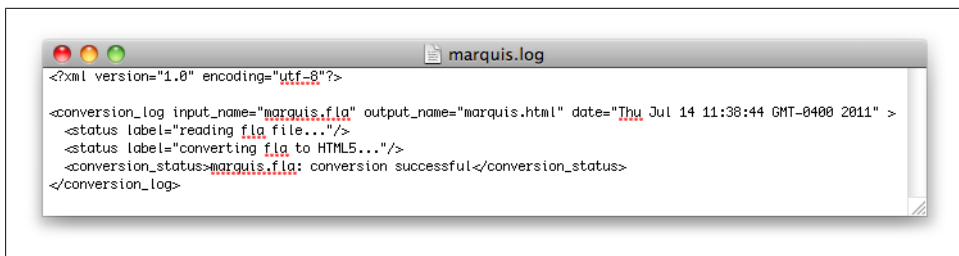 marquis.log
<?xml version="1.0" encoding="utf-8"?>
<conversion_log input_name="marquis.fla" output_name="marquis.html" date="Thu Jul 14 11:38:44 GMT-0400 2011" >
<status label="reading fla file..."/>
<status label="converting fla to HTML5..."/>
<conversion_status>marquis.fla: conversion successful</conversion_status>
</conversion_log>